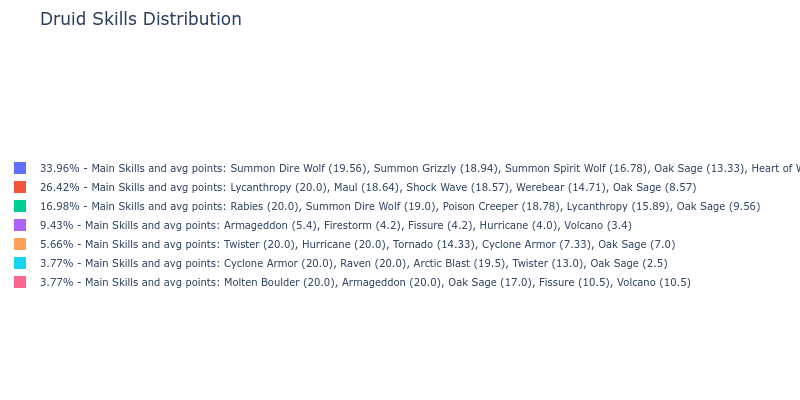 Druid Skills Distribution
33.96% - Main Skills and avg points: Summon Dire Wolf (19.56), Summon Grizzly (18.94), Summon Spirit Wolf (16.78), Oak Sage (13.33), Heart of
26.42% - Main Skills and avg points: Lycanthropy (20.0), Maul (18.64), Shock Wave (18.57), Werebear (14.71), Oak Sage (8.57)
16.98% - Main Skills and avg points: Rabies (20.0), Summon Dire Wolf (19.0), Poison Creeper (18.78), Lycanthropy (15.89), Oak Sage (9.56)
9.43% - Main Skills and avg points: Armageddon (5.4), Firestorm (4.2), Fissure (4.2), Hurricane (4.0), Volcano (3.4)
5.66% - Main Skills and avg points: Twister (20.0), Hurricane (20.0), Tornado (14.33), Cyclone Armor (7.33), Oak Sage (7.0)
3.77% - Main Skills and avg points: Cyclone Armor (20.0), Raven (20.0), Arctic Blast (19.5), Twister (13.0), Oak Sage (2.5)
3.77% - Main Skills and avg points: Molten Boulder (20.0), Armageddon (20.0), Oak Sage (17.0), Fissure (10.5), Volcano (10.5)